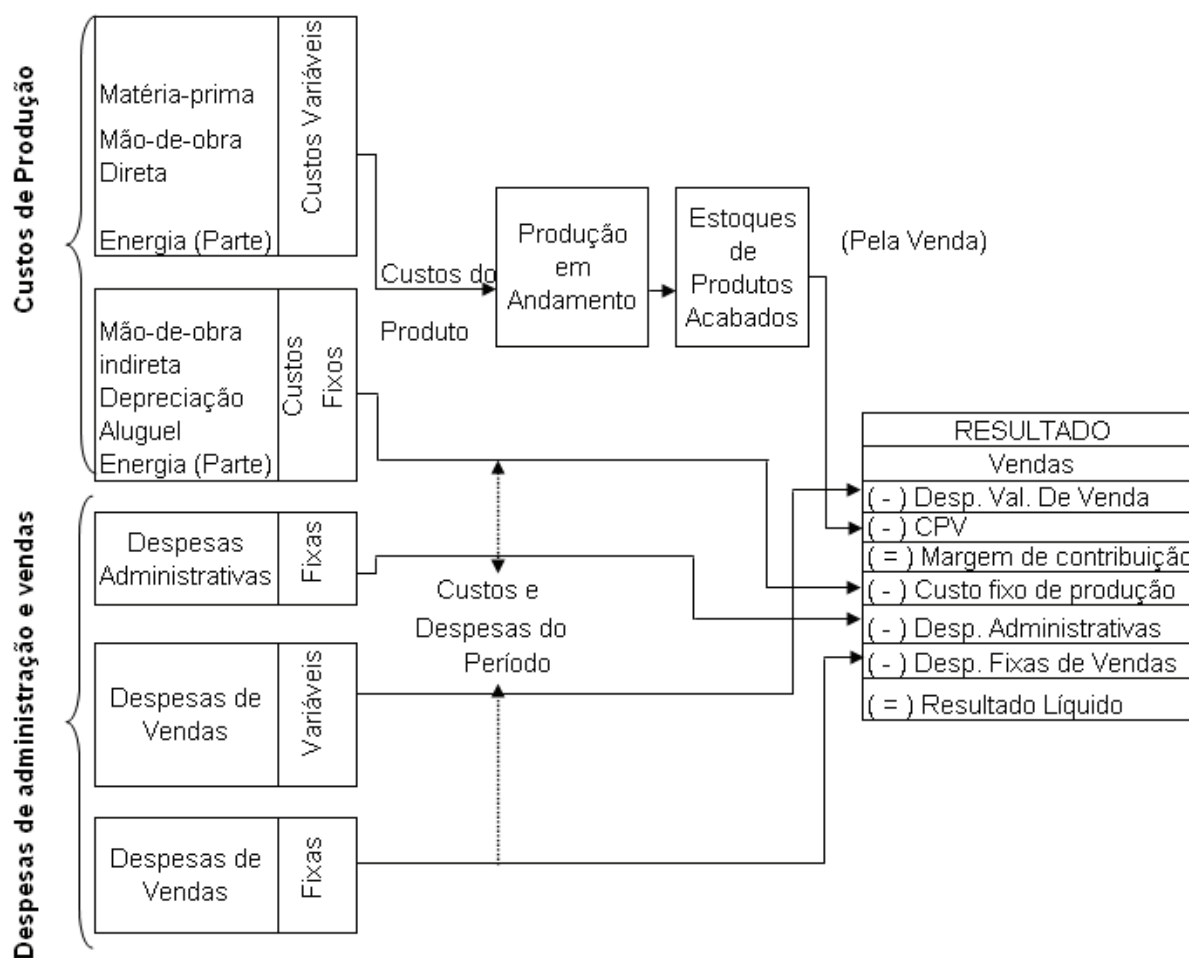 Custos de Produção
Matéria-prima
Mão-de-obra
Direta
Energia (Parte)
Custos Variáveis
Mão-de-obra
indireta
Depreciação
Aluguel
Energia (Parte)
Custos
Fixos
Custos do
Produto
Produção
em
Andamento
Estoques
de
Produtos
Acabados
(Pela Venda)
Despesas de administração e vendas
Despesas
Administrativas
Fixas
Despesas de
Vendas
Variáveis
Despesas de
Vendas
Fixas
Custos e
Despesas do
Período
RESULTADO
Vendas
( - ) Desp. Val. De Venda
( - ) CPV
( = ) Margem de contribuição
( - ) Custo fixo de produção
( - ) Desp. Administrativas
( - ) Desp. Fixas de Vendas
( = ) Resultado Líquido